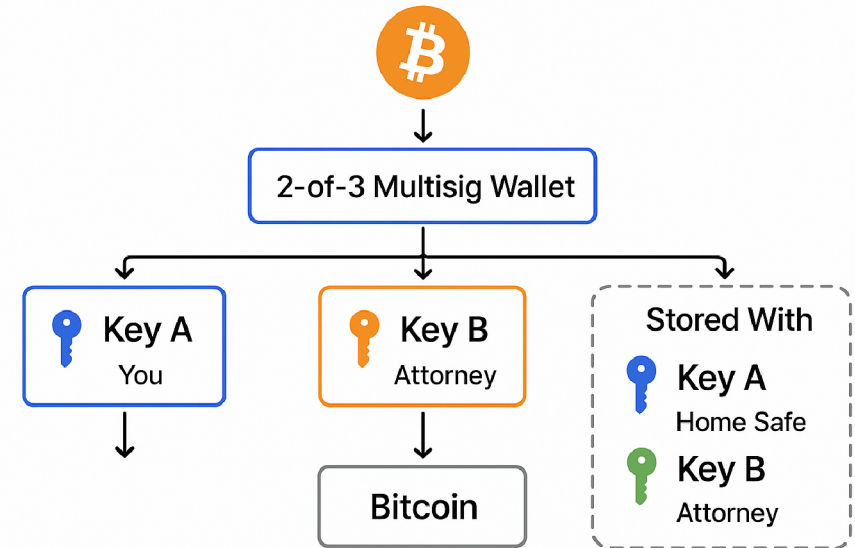 2-of-3 Multisig Wallet
Key A
You
Key B
Attorney
Stored With
Key A
Home Safe
Key B
Attorney
Bitcoin